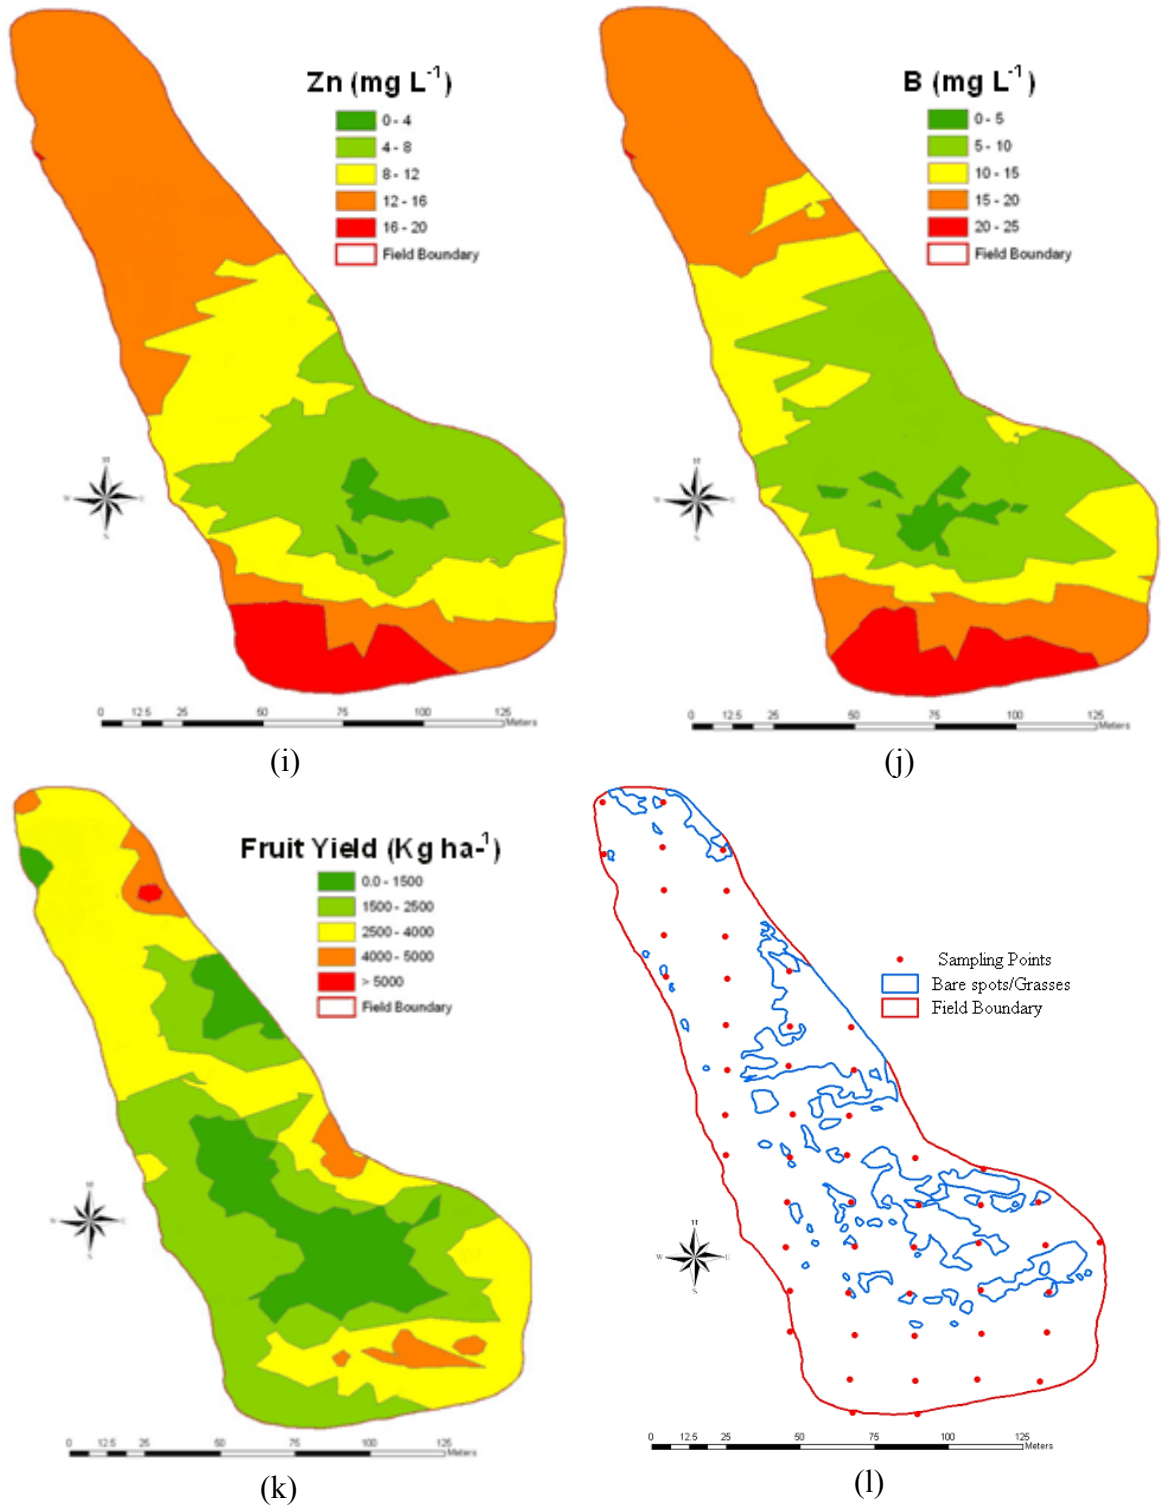 Zn (mg L-1)
0 - 4
4 - 8
8 - 12
12 - 16
16 - 20
Field Boundary
N
W E
S
0 12.5 25 50 75 100 125
Meters
(i)
B (mg L-1)
0 - 5
5 - 10
10 - 15
15 - 20
20 - 25
Field Boundary
N
W E
S
0 12.5 25 50 75 100 125
Meters
(j)
Fruit Yield (Kg ha-1)
0.0 - 1500
1500 - 2500
2500 - 4000
4000 - 5000
> 5000
Field Boundary
N
W E
S
0 12.5 25 50 75 100 125
Meters
(k)
Sampling Points
Bare spots/Grasses
Field Boundary
N
W E
S
0 12.5 25 50 75 100 125
Meters
(l)